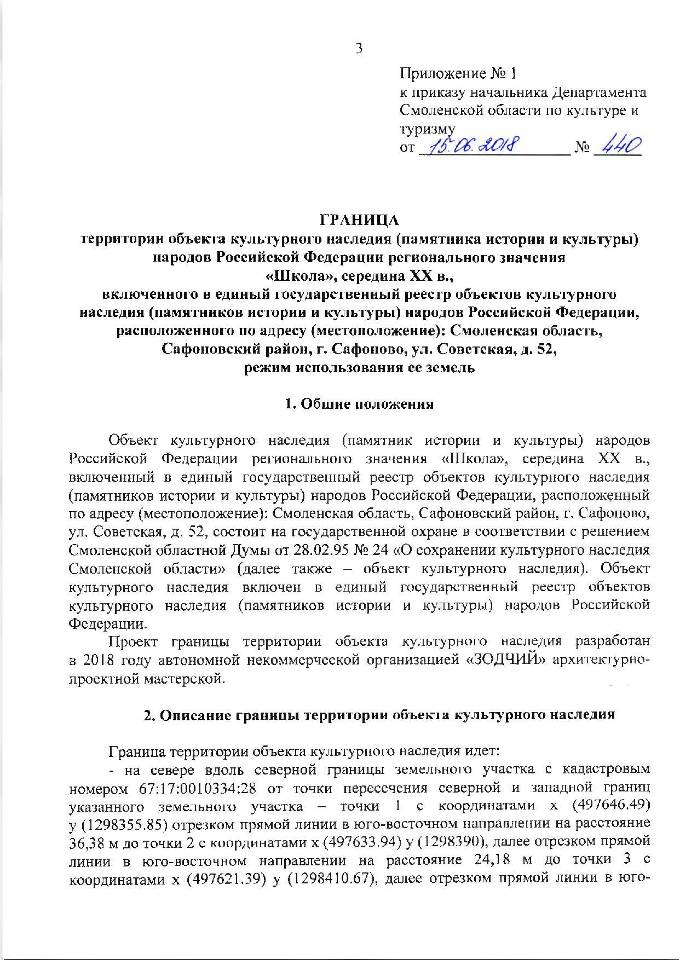 3
Приложение № 1
к приказу начальника Департамента
Смоленской области по культуре и
туризму
от 15.06.2018 № 440
ГРАНИЦА
территории объекта культурного наследия (памятника истории и культуры)
народов Российской Федерации регионального значения
«Школа», середина XX в.,
включенного в единый государственный реестр объектов культурного
наследия (памятников истории и культуры) народов Российской Федерации,
расположенного по адресу (местоположение): Смоленская область,
Сафоновский район, г. Сафоново, ул. Советская, д. 52,
режим использования ее земель
1. Общие положения
Объект культурного наследия (памятник истории и культуры) народов
Российской Федерации регионального значения «Школа», середина XX в.,
включенный в единый государственный реестр объектов культурного наследия
(памятников истории и культуры) народов Российской Федерации, расположенный
по адресу (местоположение): Смоленская область, Сафоновский район, г. Сафоново,
ул. Советская, д. 52, состоит на государственной охране в соответствии с решением
Смоленской областной Думы от 28.02.95 № 24 «О сохранении культурного наследия
Смоленской области» (далее также – объект культурного наследия). Объект
культурного наследия включен в единый государственный реестр объектов
культурного наследия (памятников истории и культуры) народов Российской
Федерации.
Проект границы территории объекта культурного наследия разработан
в 2018 году автономной некоммерческой организацией «ЗОДЧИЙ» архитектурно-
проектной мастерской.
2. Описание границы территории объекта культурного наследия
Граница территории объекта культурного наследия идет:
- на севере вдоль северной границы земельного участка с кадастровым
номером 67:17:0010334:28 от точки пересечения северной и западной границ
указанного земельного участка – точки 1 с координатами x (497646.49)
y (1298355.85) отрезком прямой линии в юго-восточном направлении на расстояние
36,38 м до точки 2 с координатами x (497633.94) y (1298390), далее отрезком прямой
линии в юго-восточном направлении на расстояние 24,18 м до точки 3 с
координатами x (497621.39) y (1298410.67), далее отрезком прямой линии в юго-